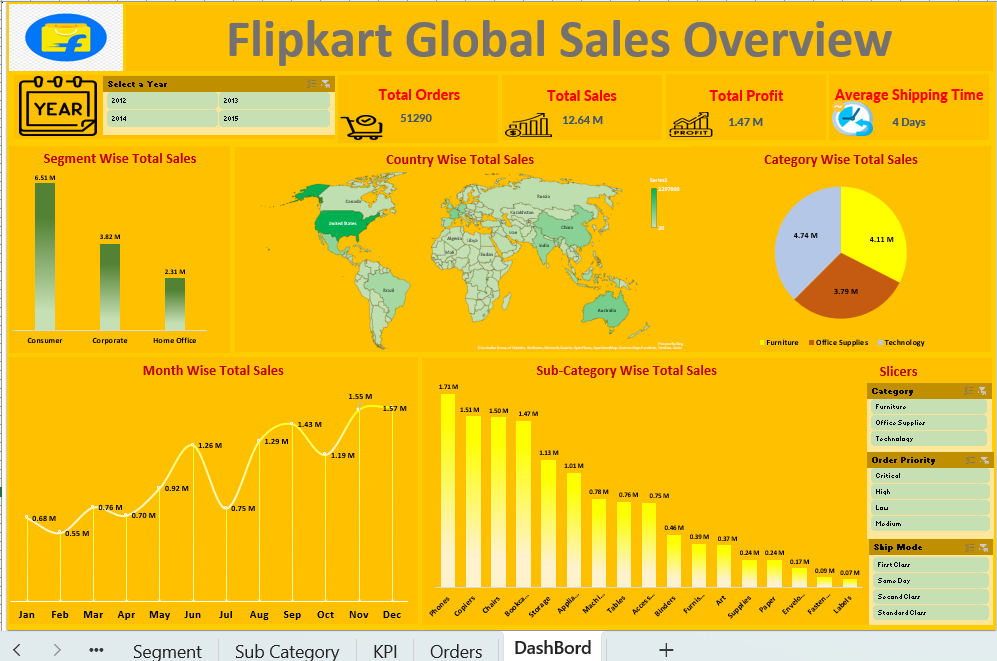 Flipkart Global Sales Overview
YEAR
Select a Year
2012
2013
2014
2015
Total Orders
51290
Total Sales
12.64 M
PROFIT
Total Profit
1.47 M
Average Shipping Time
4 Days
Segment Wise Total Sales
6.51 M
3.82 M
2.31 M
Consumer
Corporate
Home Office
Country Wise Total Sales
Canada
United States
Brazil
Russia
Kazakhstan
China
Iran
India
Algeria
Libya
Sudan
Australia
Series1
Category Wise Total Sales
4.74 M
4.11 M
3.79 M
Furniture
Office Supplies
Technology
Month Wise Total Sales
0.68 M
0.55 M
0.76 M
0.70 M
0.92 M
1.26 M
0.75 M
1.29 M
1.43 M
1.19 M
1.55 M
1.57 M
Jan
Feb
Mar
Apr
May
Jun
Jul
Aug
Sep
Oct
Nov
Dec
Sub-Category Wise Total Sales
1.71 M
1.51 M
1.50 M
1.47 M
1.13 M
1.01 M
0.78 M
0.76 M
0.75 M
0.46 M
0.39 M
0.37 M
0.24 M
0.24 M
0.17 M
0.09 M
0.07 M
Phones
Copiers
Chairs
Bookca...
Storage
Applia...
Machi...
Tables
Access...
Binders
Furnis...
Art
Supplies
Paper
Envelo...
Fasten...
Labels
Slicers
Category
Furniture
Office Supplies
Technology
Order Priority
Critical
High
Low
Medium
Ship Mode
First Class
Same Day
Second Class
Standard Class
Segment
Sub Category
KPI
Orders
DashBord